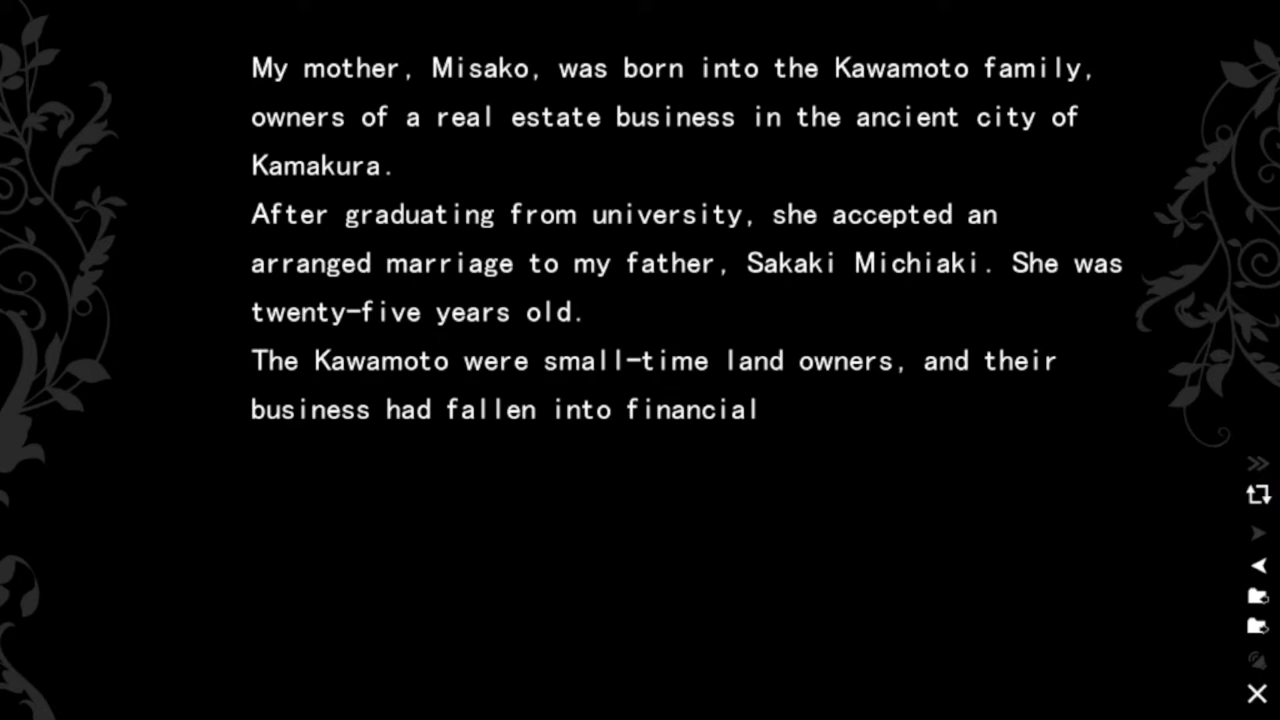 My mother, Misako, was born into the Kawamoto family,
owners of a real estate business in the ancient city of
Kamakura.
After graduating from university, she accepted an
arranged marriage to my father, Sakaki Michiaki. She was
twenty-five years old.
The Kawamoto were small-time land owners, and their
business had fallen into financial